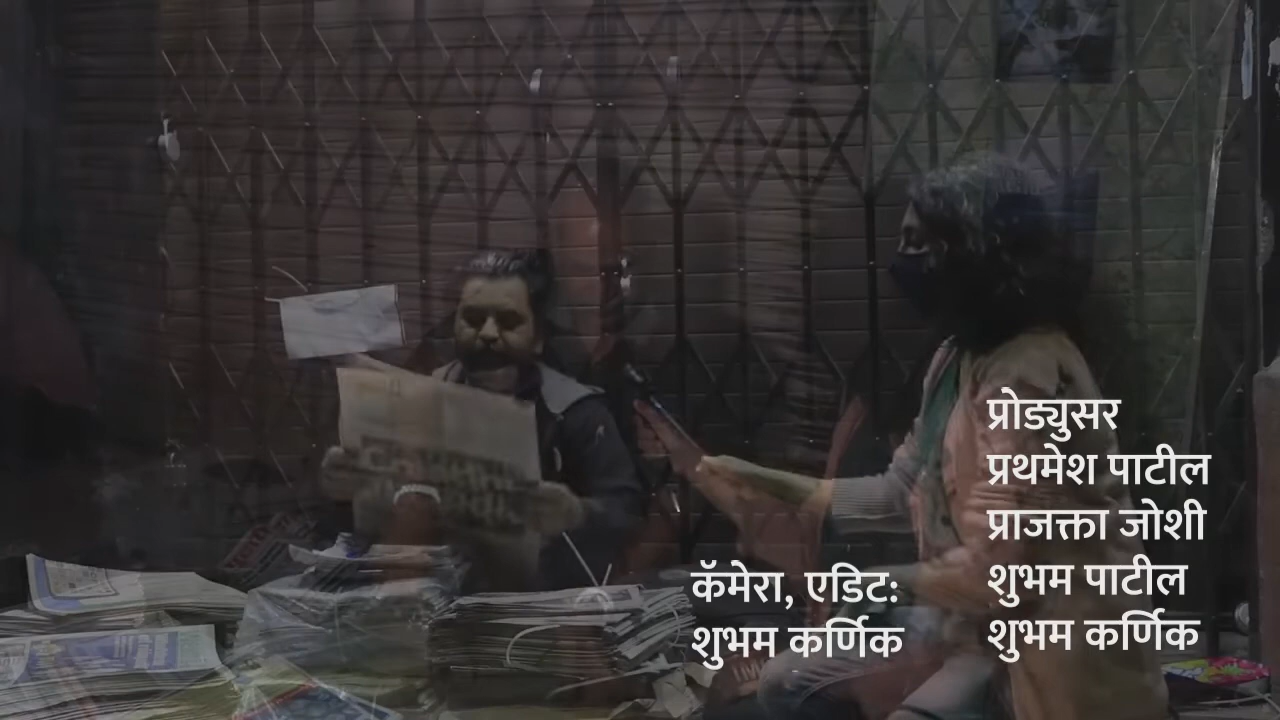 कॅमेरा, एडिट:
शुभम कर्णिक
प्रोड्युसर
प्रथमेश पाटील
प्राजक्ता जोशी
शुभम पाटील
शुभम कर्णिक